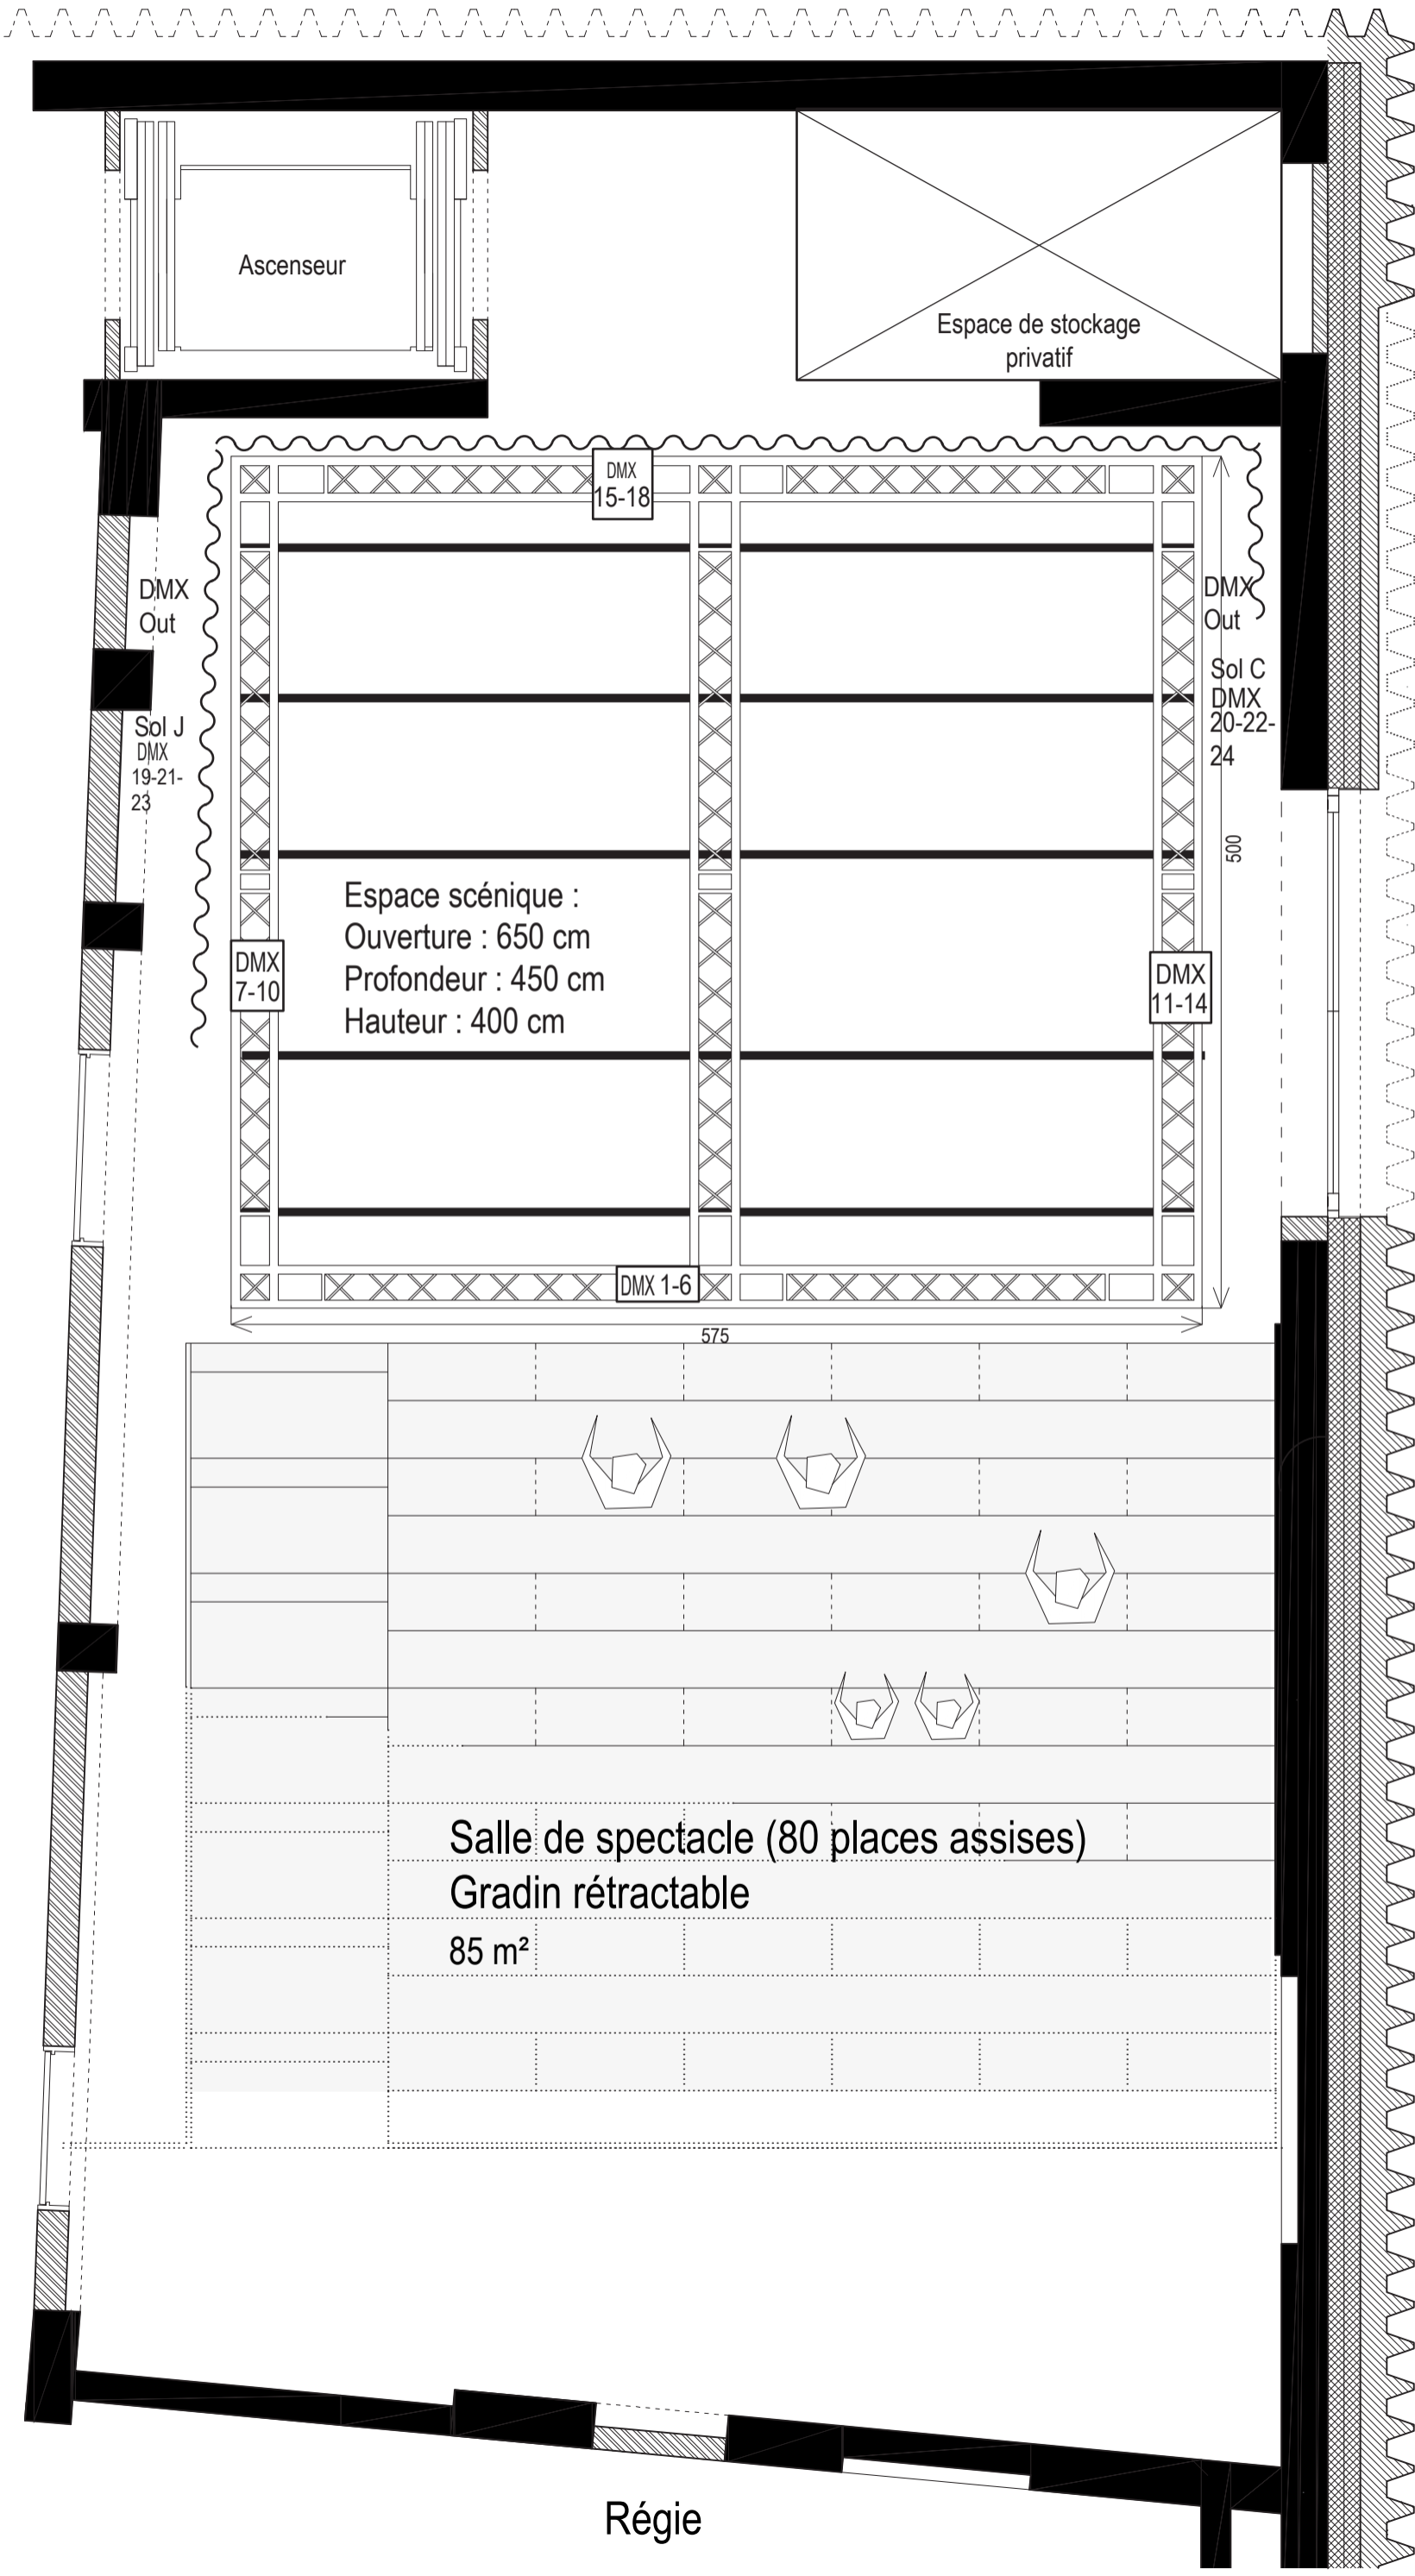 Ascenseur
Espace de stockage
privatif
DMX
15-18
DMX
Out
DMX
Out
Sol J
DMX
19-21-
23
Sol C
DMX
20-22-
24
500
Espace scénique :
Ouverture : 650 cm
Profondeur : 450 cm
Hauteur : 400 cm
DMX
7-10
DMX
11-14
DMX 1-6
575
Salle de spectacle (80 places assises)
Gradin rétractable
85 m²
Régie